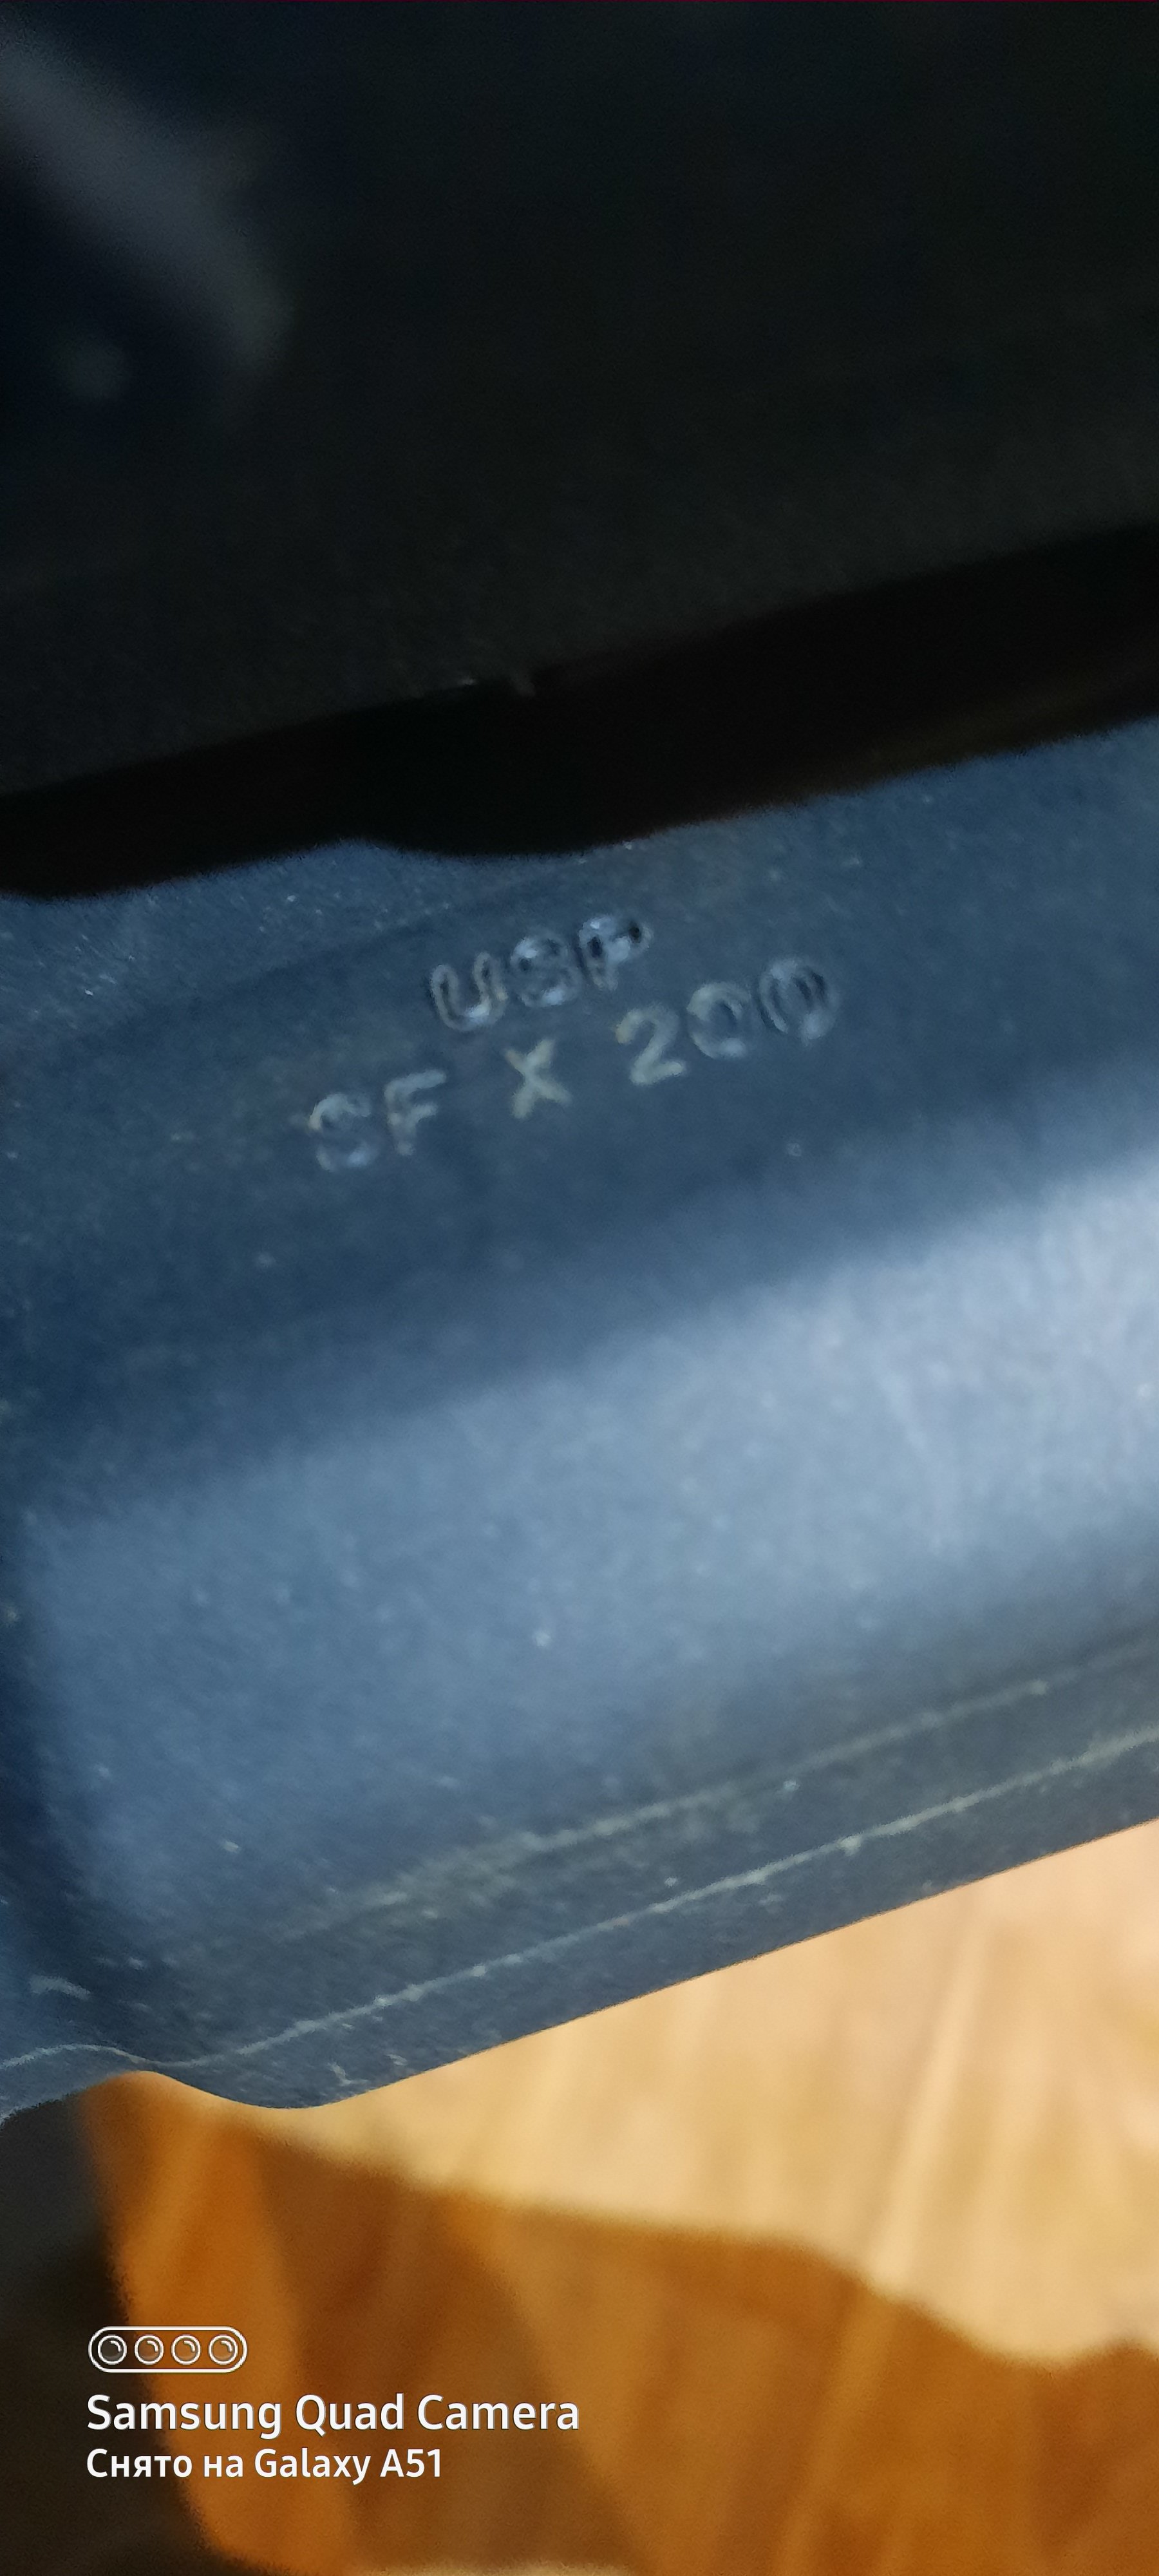 USP
SF X 200
Samsung Quad Camera
Снято на Galaxy A51